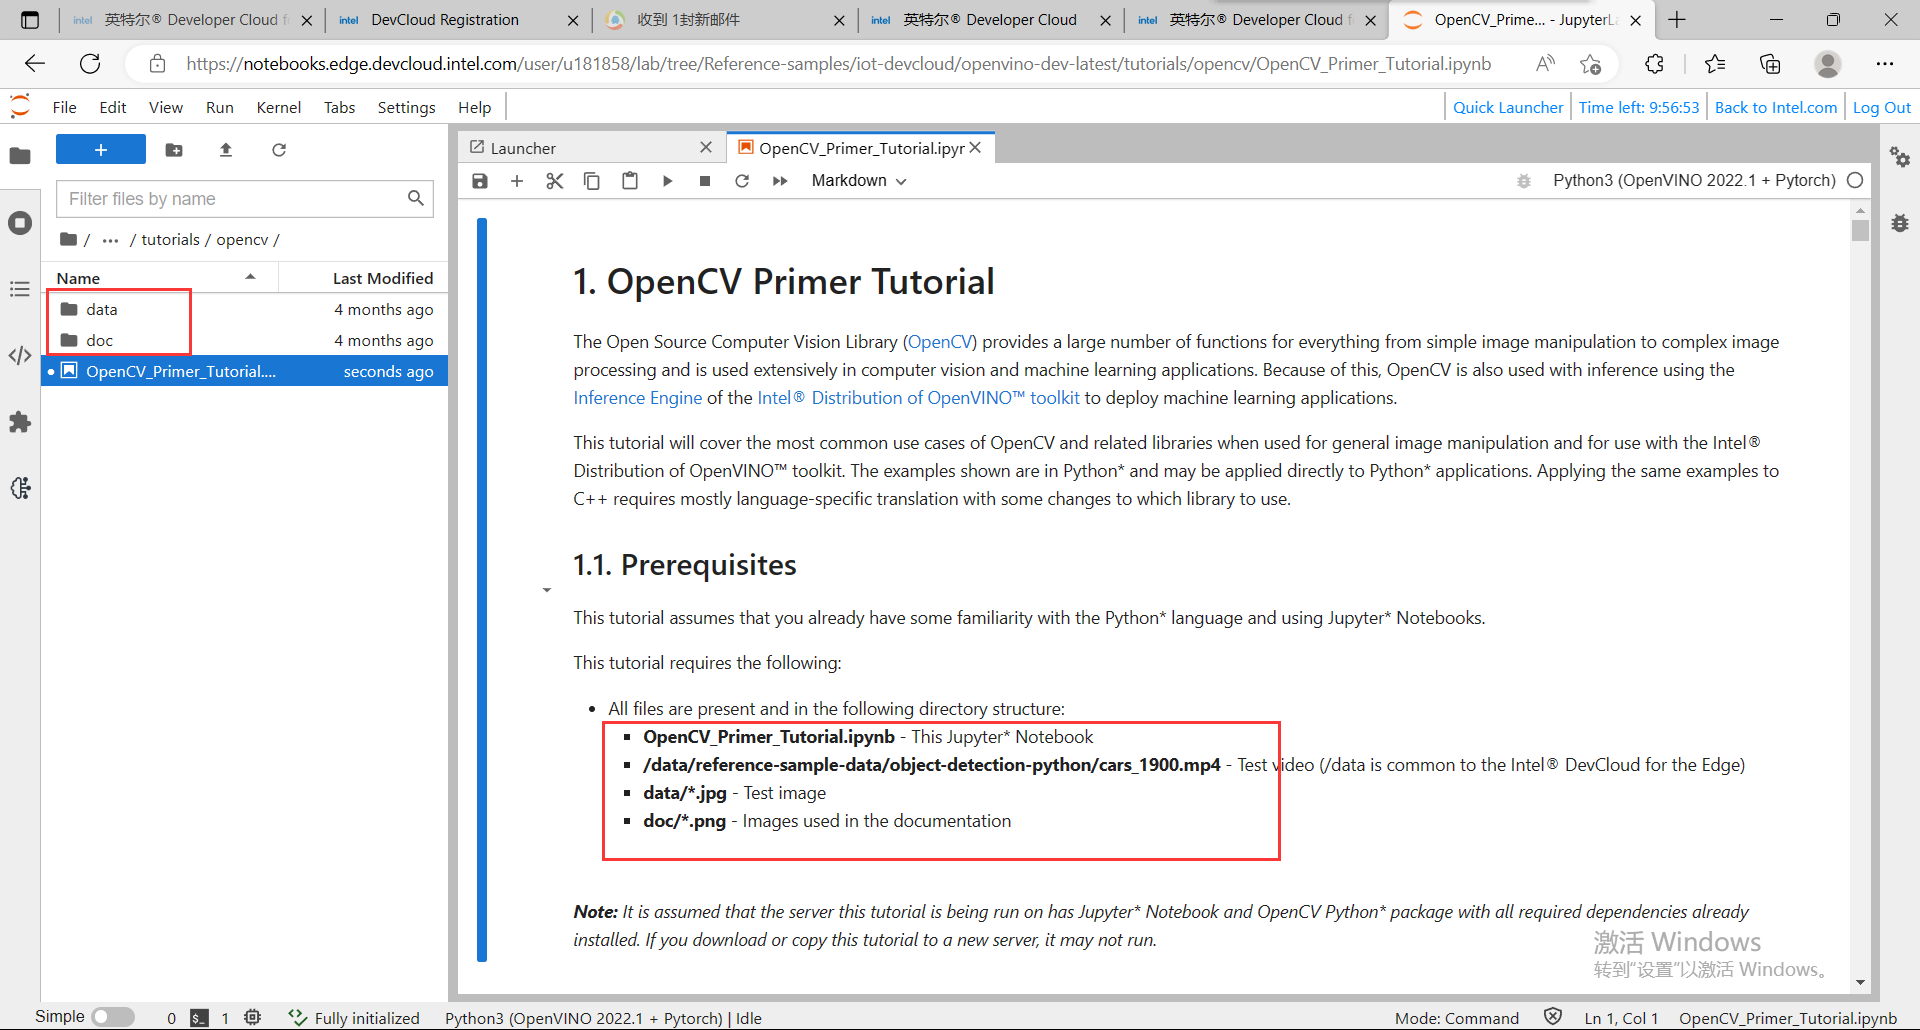 intel 英特尔® Developer Cloud f
intel DevCloud Registration
收到 1封新邮件
intel 英特尔® Developer Cloud
intel 英特尔® Developer Cloud f
OpenCV_Prime... - JupyterLa
https://notebooks.edge.devcloud.intel.com/user/u181858/lab/tree/Reference-samples/iot-devcloud/openvino-dev-latest/tutorials/opencv/OpenCV_Primer_Tutorial.ipynb
File Edit View Run Kernel Tabs Settings Help
Quick Launcher Time left: 9:56:53 Back to Intel.com Log Out
Filter files by name
/ ··· / tutorials / opencv /
Name Last Modified
data 4 months ago
doc 4 months ago
OpenCV_Primer_Tutorial.... seconds ago
Launcher
OpenCV_Primer_Tutorial.ipyr
Markdown
Python3 (OpenVINO 2022.1 + Pytorch)
1. OpenCV Primer Tutorial
The Open Source Computer Vision Library (OpenCV) provides a large number of functions for everything from simple image manipulation to complex image
processing and is used extensively in computer vision and machine learning applications. Because of this, OpenCV is also used with inference using the
Inference Engine of the Intel® Distribution of OpenVINO™ toolkit to deploy machine learning applications.
This tutorial will cover the most common use cases of OpenCV and related libraries when used for general image manipulation and for use with the Intel®
Distribution of OpenVINO™ toolkit. The examples shown are in Python* and may be applied directly to Python* applications. Applying the same examples to
C++ requires mostly language-specific translation with some changes to which library to use.
1.1. Prerequisites
This tutorial assumes that you already have some familiarity with the Python* language and using Jupyter* Notebooks.
This tutorial requires the following:
• All files are present and in the following directory structure:
▪ OpenCV_Primer_Tutorial.ipynb - This Jupyter* Notebook
▪ /data/reference-sample-data/object-detection-python/cars_1900.mp4 - Test video (/data is common to the Intel® DevCloud for the Edge)
▪ data/*.jpg - Test image
▪ doc/*.png - Images used in the documentation
Note: It is assumed that the server this tutorial is being run on has Jupyter* Notebook and OpenCV Python* package with all required dependencies already
installed. If you download or copy this tutorial to a new server, it may not run.
激活 Windows
转到"设置"以激活 Windows。
Simple 0 1 Fully initialized Python3 (OpenVINO 2022.1 + Pytorch) | Idle
Mode: Command Ln 1, Col 1 OpenCV_Primer_Tutorial.ipynb